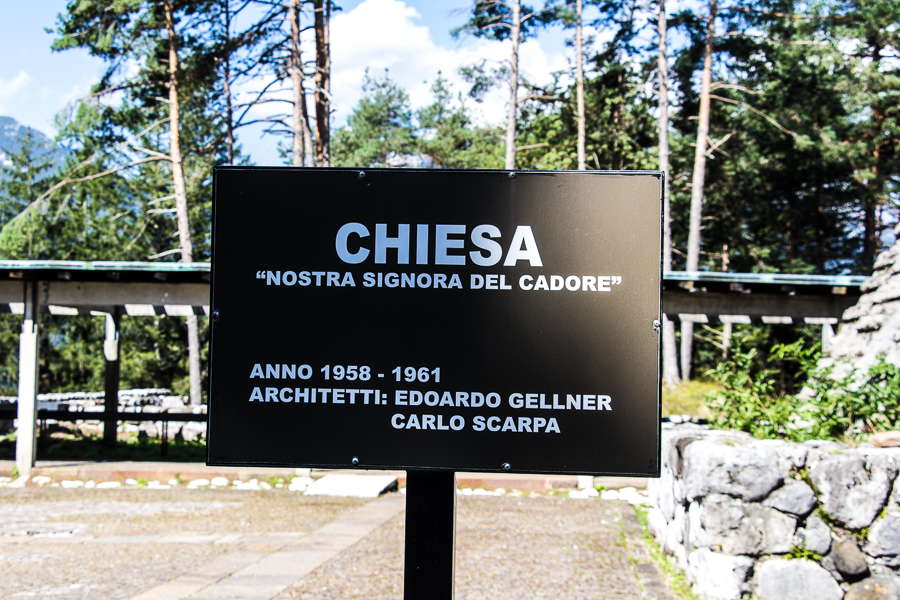 CHIESA
“NOSTRA SIGNORA DEL CADORE”
ANNO 1958 - 1961
ARCHITETTI: EDOARDO GELLNER
CARLO SCARPA